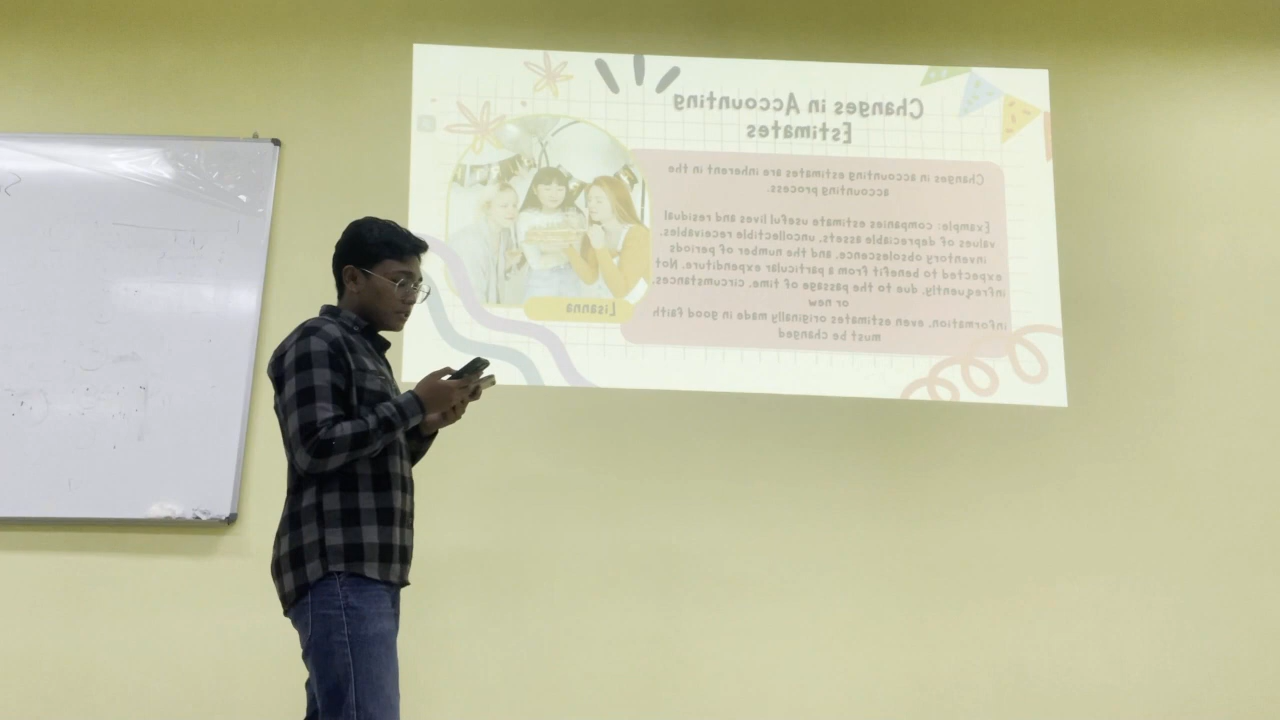 Changes in Accounting
Estimates
Changes in accounting estimates are inherent in the
accounting process.
Example: companies estimate useful lives and residual
values of depreciable assets, uncollectible receivables,
inventory obsolescence, and the number of periods
expected to benefit from a particular expenditure. Not
infrequently, due to the passage of time, circumstances,
or new
information, even estimates originally made in good faith
must be changed
Lisanna